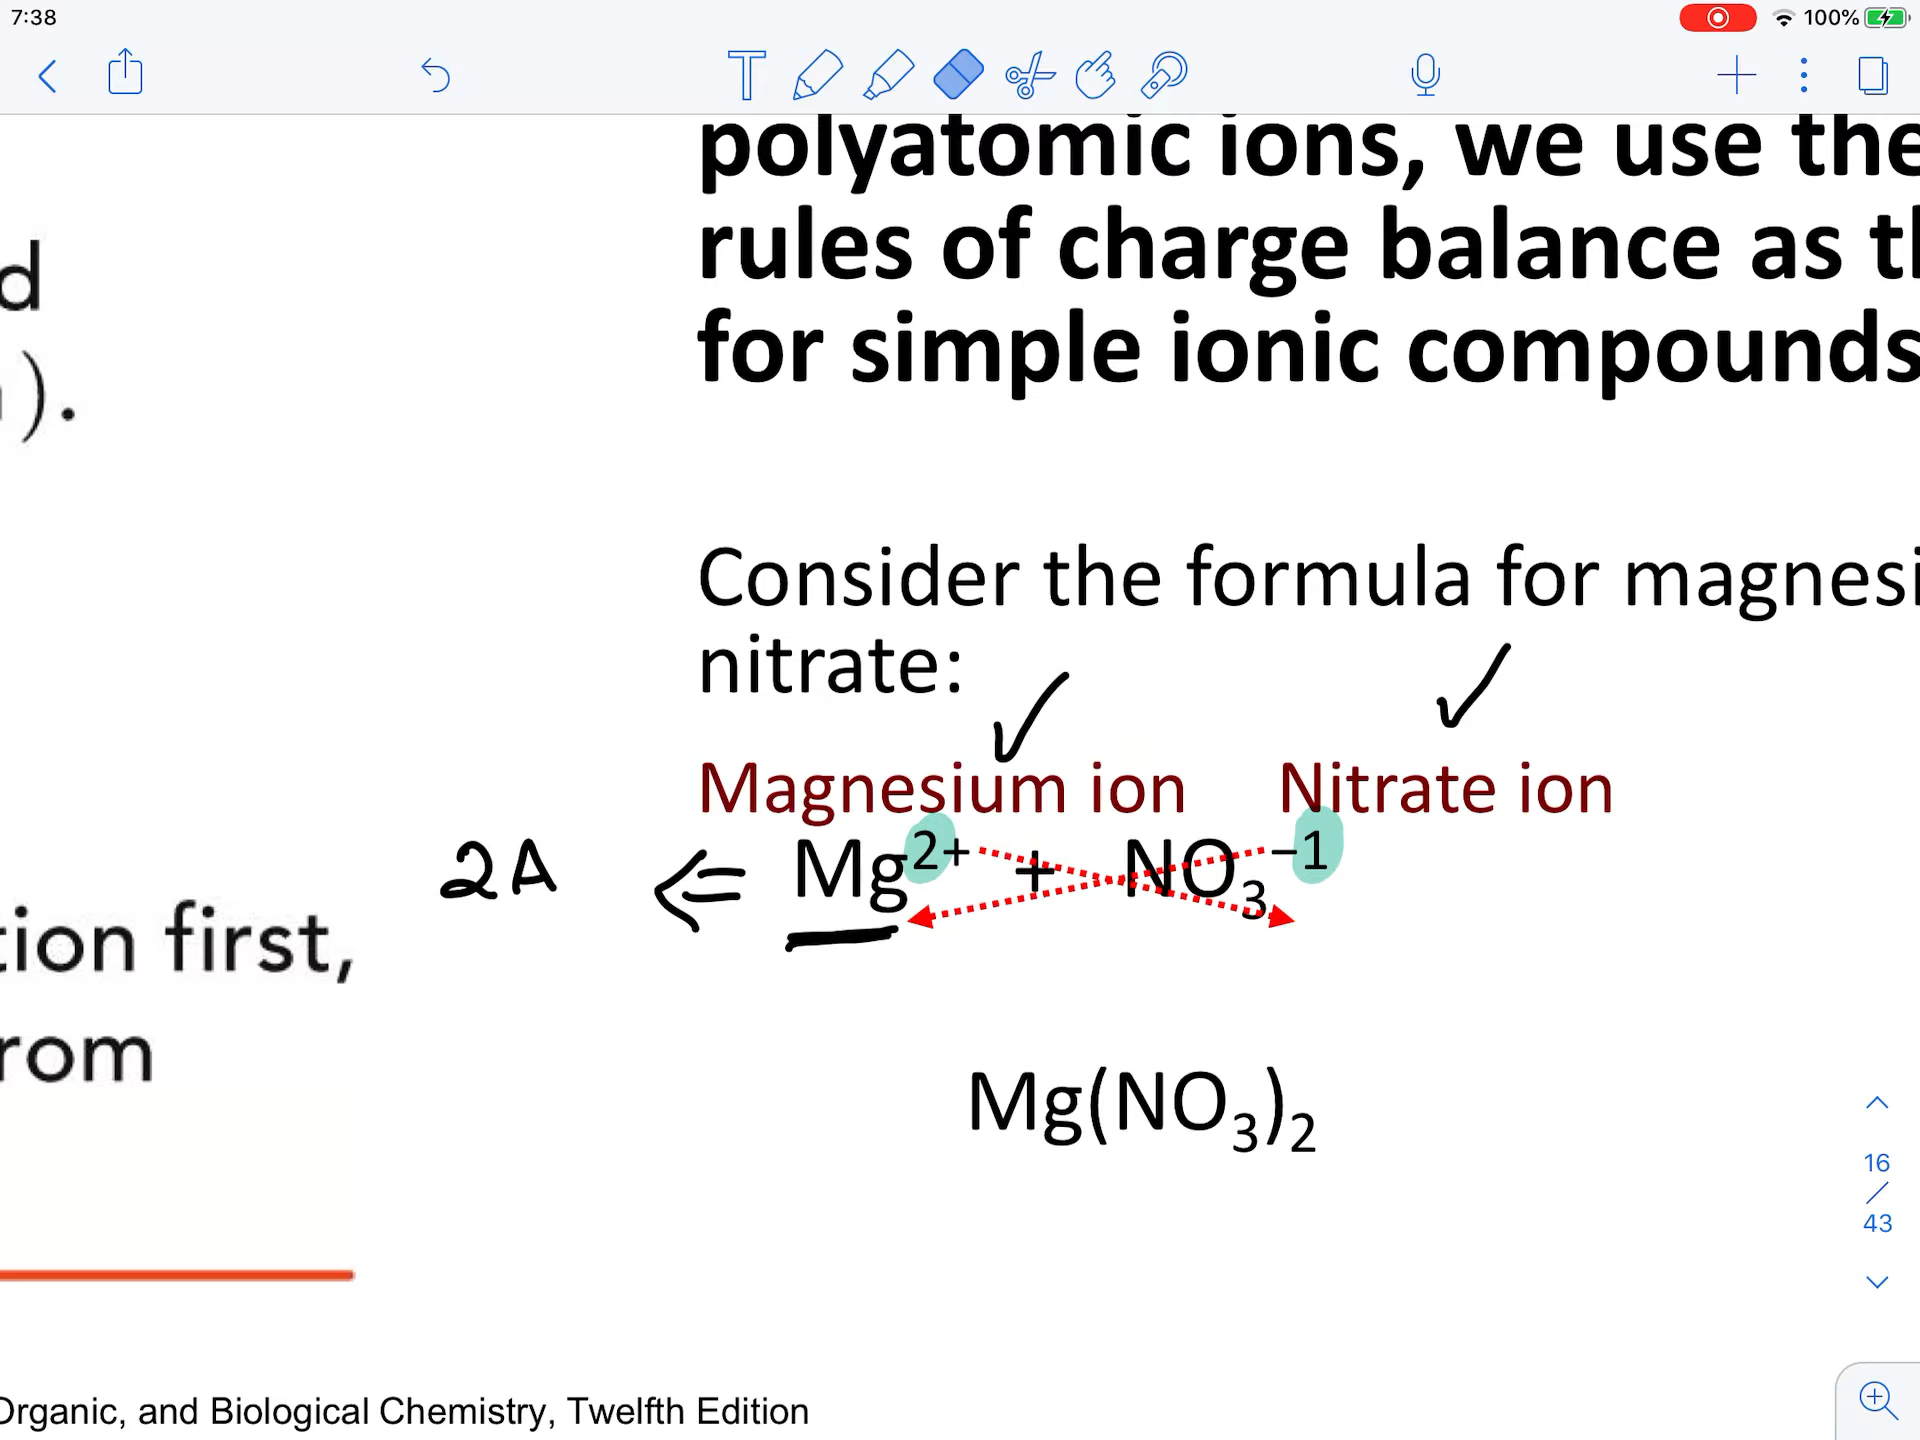 7:38
100%
polyatomic ions, we use the
rules of charge balance as
for simple ionic compounds
d
).
Consider the formula for magnesi
nitrate:
Magnesium ion Nitrate ion
2A ⇐ Mg²⁺ + NO₃⁻¹
tion first,
rom
Mg(NO₃)₂
16
/
43
Organic, and Biological Chemistry, Twelfth Edition